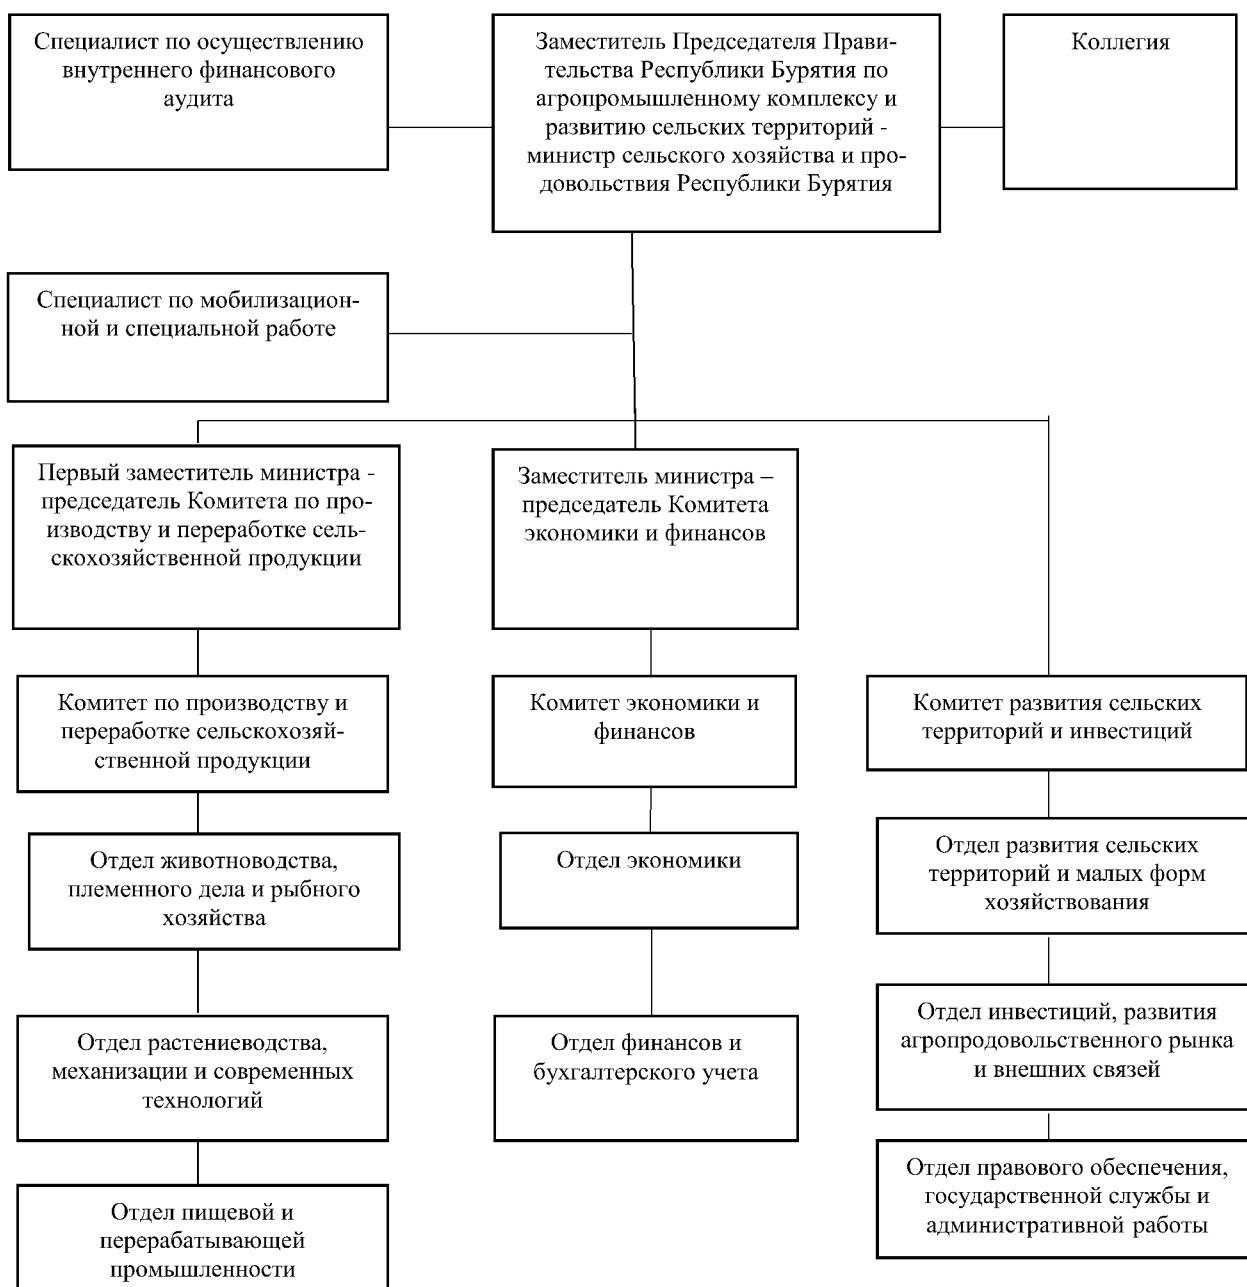 Специалист по осуществлению
внутреннего финансового
аудита
Заместитель Председателя Прави-
тельства Республики Бурятия по
агропромышленному комплексу и
развитию сельских территорий -
министр сельского хозяйства и про-
довольствия Республики Бурятия
Коллегия
Специалист по мобилизацион-
ной и специальной работе
Первый заместитель министра -
председатель Комитета по про-
изводству и переработке сель-
скохозяйственной продукции
Заместитель министра –
председатель Комитета
экономики и финансов
Комитет по производству и
переработке сельскохозяй-
ственной продукции
Комитет экономики и
финансов
Комитет развития сельских
территорий и инвестиций
Отдел животноводства,
племенного дела и рыбного
хозяйства
Отдел экономики
Отдел развития сельских
территорий и малых форм
хозяйствования
Отдел растениеводства,
механизации и современных
технологий
Отдел финансов и
бухгалтерского учета
Отдел инвестиций, развития
агропродовольственного рынка
и внешних связей
Отдел пищевой и
перерабатывающей
промышленности
Отдел правового обеспечения,
государственной службы и
административной работы